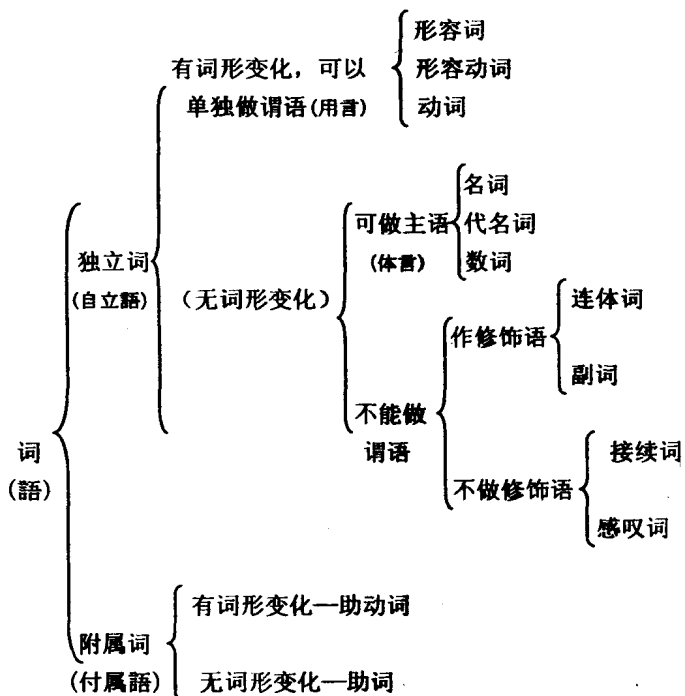 形容词
有词形变化，可以
形容动词
单独做谓语(用言)
动词
名词
可做主语
代名词
(体言)
数词
独立词
(自立語)
（无词形变化）
连体词
作修饰语
副词
不能做
谓语
词
(語)
接续词
不做修饰语
感叹词
有词形变化—助动词
附属词
(付属語)
无词形变化—助词